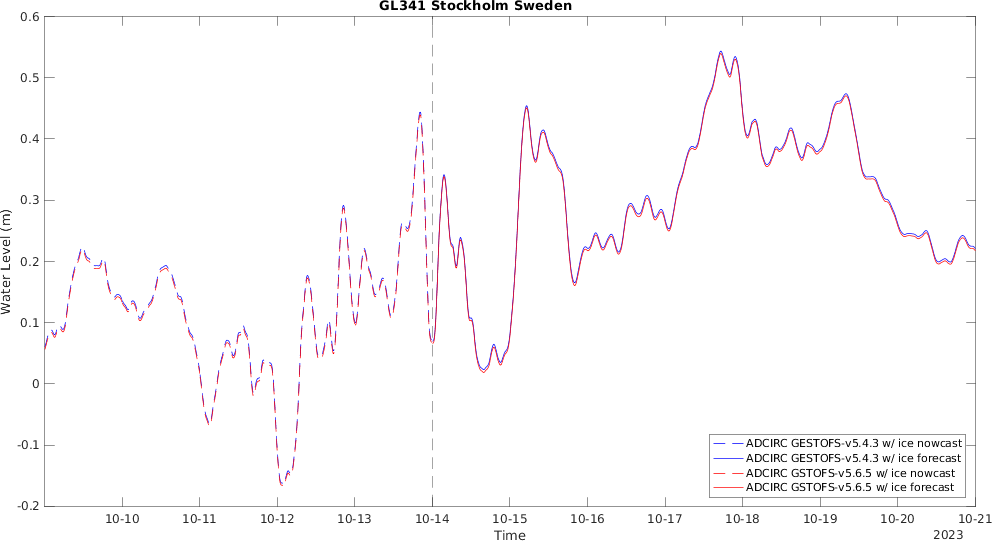 GL341 Stockholm Sweden
0.6
0.5
0.4
0.3
0.2
0.1
0
-0.1
-0.2
Water Level (m)
ADCIRC GESTOFS-v5.4.3 w/ ice nowcast
ADCIRC GESTOFS-v5.4.3 w/ ice forecast
ADCIRC GSTOFS-v5.6.5 w/ ice nowcast
ADCIRC GSTOFS-v5.6.5 w/ ice forecast
10-10 10-11 10-12 10-13 10-14 10-15 10-16 10-17 10-18 10-19 10-20 10-21
Time
2023